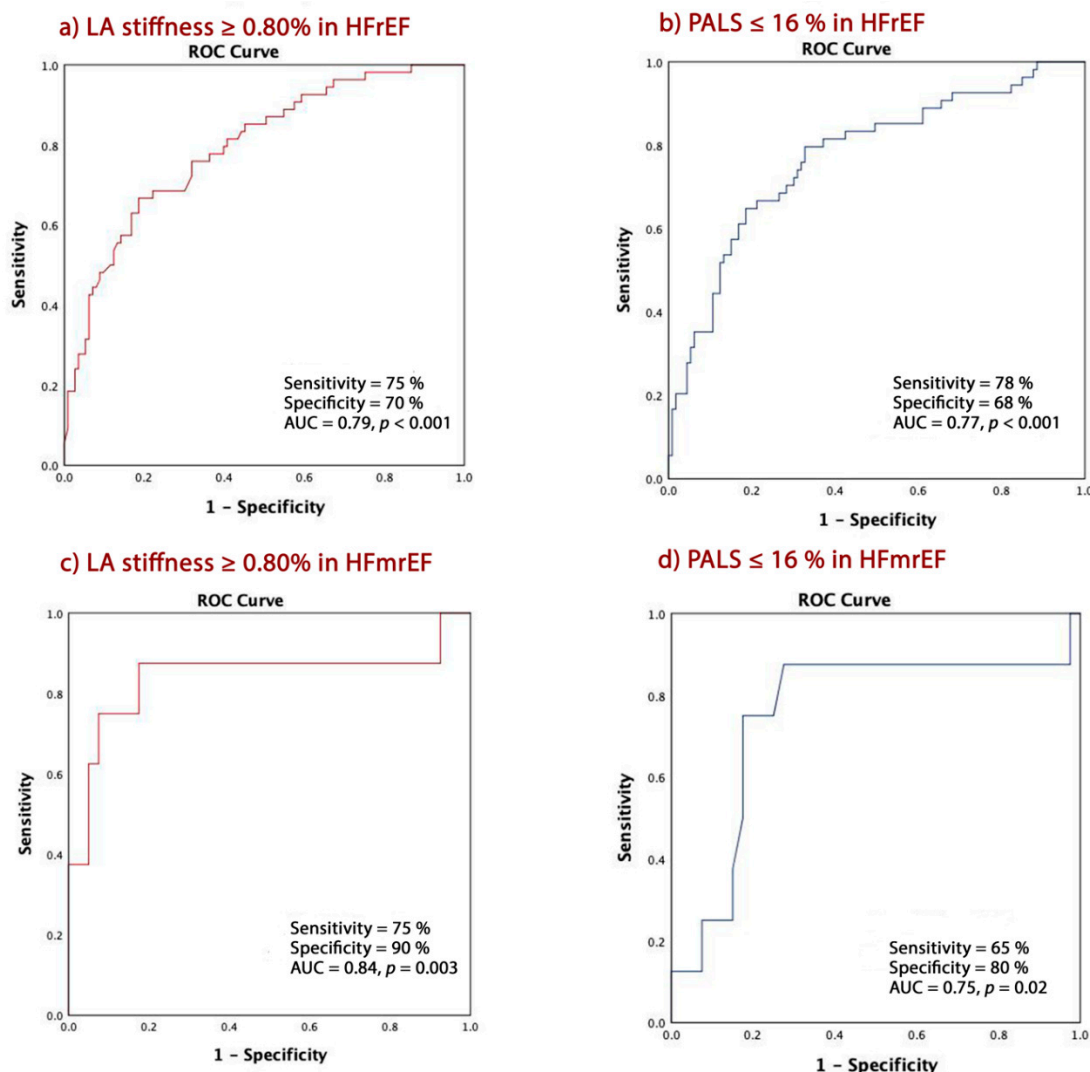 a) LA stiffness ≥ 0.80% in HFrEF
ROC Curve
1.0
0.8
0.6
0.4
0.2
0.0
Sensitivity
Sensitivity = 75 %
Specificity = 70 %
AUC = 0.79, p < 0.001
0.0 0.2 0.4 0.6 0.8 1.0
1 – Specificity
b) PALS ≤ 16 % in HFrEF
ROC Curve
1.0
0.8
0.6
0.4
0.2
0.0
Sensitivity
Sensitivity = 78 %
Specificity = 68 %
AUC = 0.77, p < 0.001
0.0 0.2 0.4 0.6 0.8 1.0
1 – Specificity
c) LA stiffness ≥ 0.80% in HFmrEF
ROC Curve
1.0
0.8
0.6
0.4
0.2
0.0
Sensitivity
Sensitivity = 75 %
Specificity = 90 %
AUC = 0.84, p = 0.003
0.0 0.2 0.4 0.6 0.8 1.0
1 – Specificity
d) PALS ≤ 16 % in HFmrEF
ROC Curve
1.0
0.8
0.6
0.4
0.2
0.0
Sensitivity
Sensitivity = 65 %
Specificity = 80 %
AUC = 0.75, p = 0.02
0.0 0.2 0.4 0.6 0.8 1.0
1 – Specificity